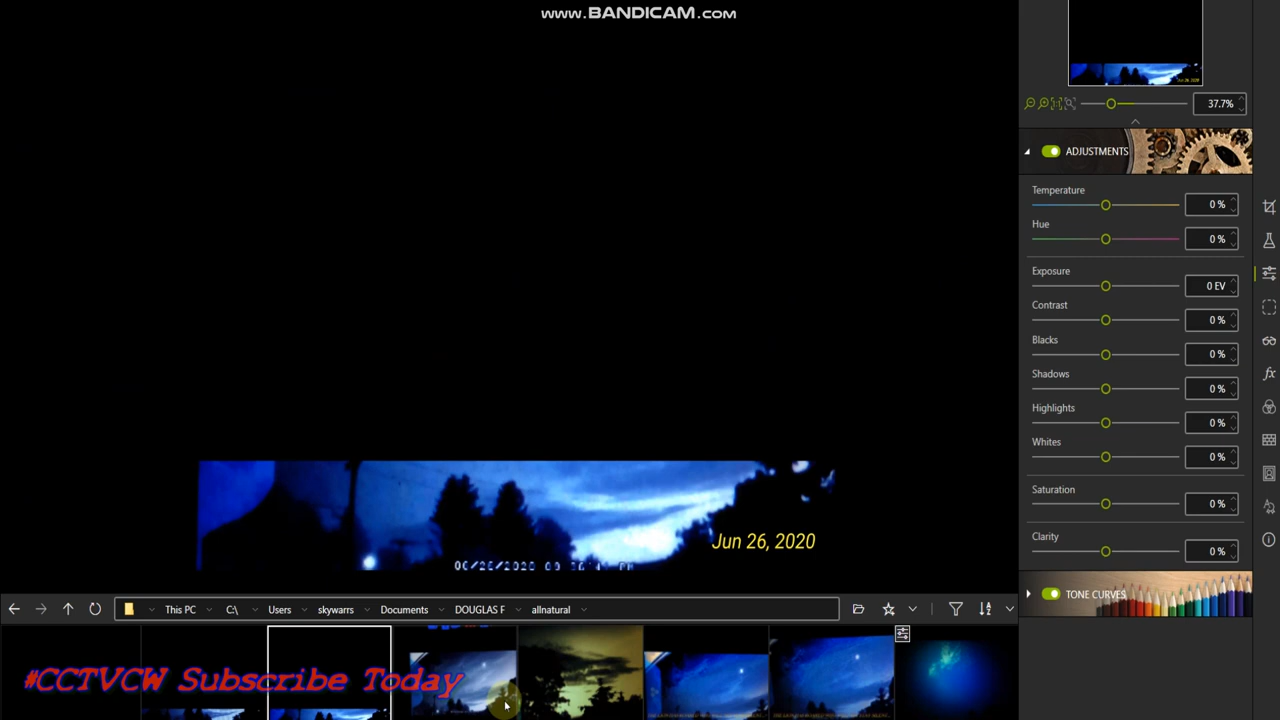 www.BANDICAM.com
37.7%
ADJUSTMENTS
Temperature
0 %
Hue
0 %
Exposure
0 EV
Contrast
0 %
Blacks
0 %
Shadows
0 %
Highlights
0 %
Whites
0 %
Saturation
0 %
Clarity
0 %
TONE CURVES
Jun 26, 2020
This PC C:\ Users skywarrs Documents DOUGLAS F allnatural
#CCTVCW Subscribe Today